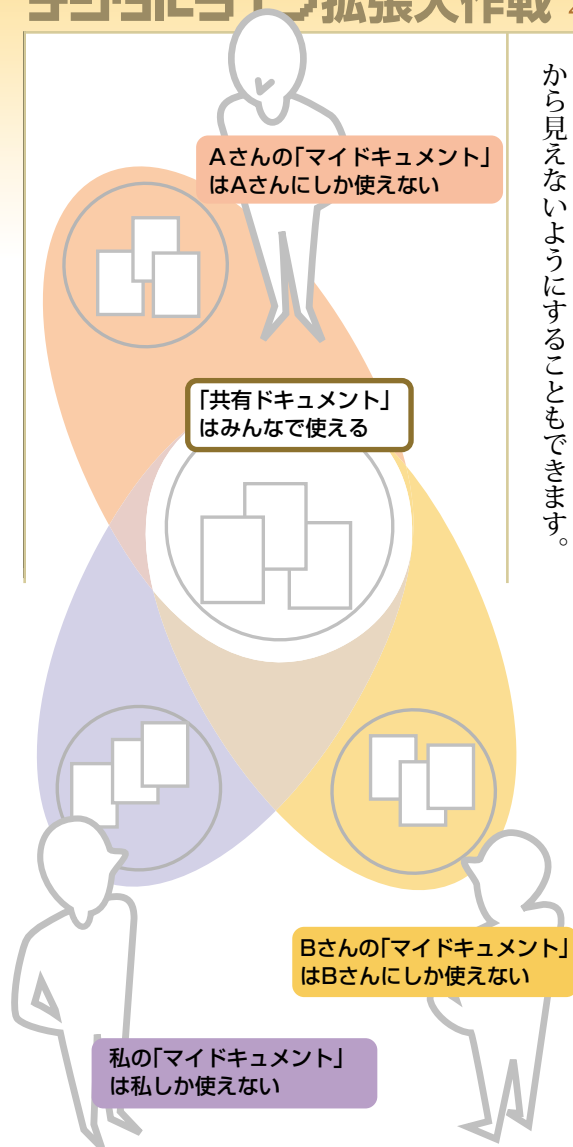 拡張大作戦
から見えないようにすることもできます。
Aさんの「マイドキュメント」
はAさんにしか使えない
「共有ドキュメント」
はみんなで使える
Bさんの「マイドキュメント」
はBさんにしか使えない
私の「マイドキュメント」
は私しか使えない